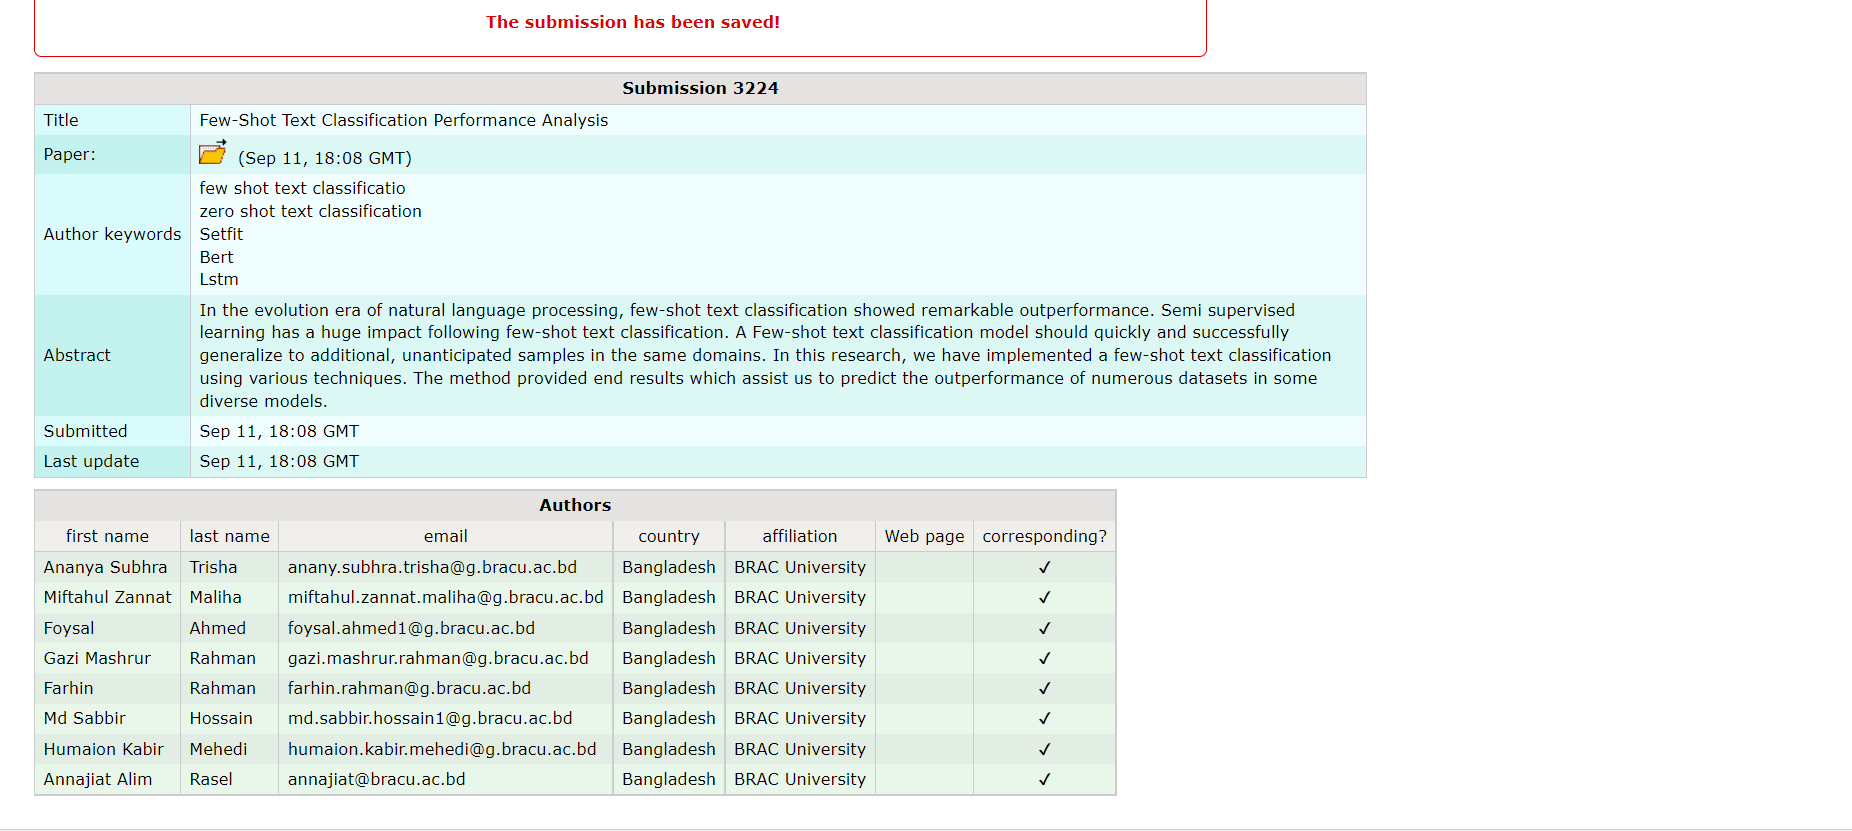 The submission has been saved!
Submission 3224
Title Few-Shot Text Classification Performance Analysis
Paper: (Sep 11, 18:08 GMT)
Author keywords
few shot text classificatio
zero shot text classification
Setfit
Bert
Lstm
Abstract
In the evolution era of natural language processing, few-shot text classification showed remarkable outperformance. Semi supervised
learning has a huge impact following few-shot text classification. A Few-shot text classification model should quickly and successfully
generalize to additional, unanticipated samples in the same domains. In this research, we have implemented a few-shot text classification
using various techniques. The method provided end results which assist us to predict the outperformance of numerous datasets in some
diverse models.
Submitted Sep 11, 18:08 GMT
Last update Sep 11, 18:08 GMT
Authors
first name last name email country affiliation Web page corresponding?
Ananya Subhra Trisha anany.subhra.trisha@g.bracu.ac.bd Bangladesh BRAC University ✓
Miftahul Zannat Maliha miftahul.zannat.maliha@g.bracu.ac.bd Bangladesh BRAC University ✓
Foysal Ahmed foysal.ahmed1@g.bracu.ac.bd Bangladesh BRAC University ✓
Gazi Mashrur Rahman gazi.mashrur.rahman@g.bracu.ac.bd Bangladesh BRAC University ✓
Farhin Rahman farhin.rahman@g.bracu.ac.bd Bangladesh BRAC University ✓
Md Sabbir Hossain md.sabbir.hossain1@g.bracu.ac.bd Bangladesh BRAC University ✓
Humaion Kabir Mehedi humaion.kabir.mehedi@g.bracu.ac.bd Bangladesh BRAC University ✓
Annajiat Alim Rasel annajiat@bracu.ac.bd Bangladesh BRAC University ✓